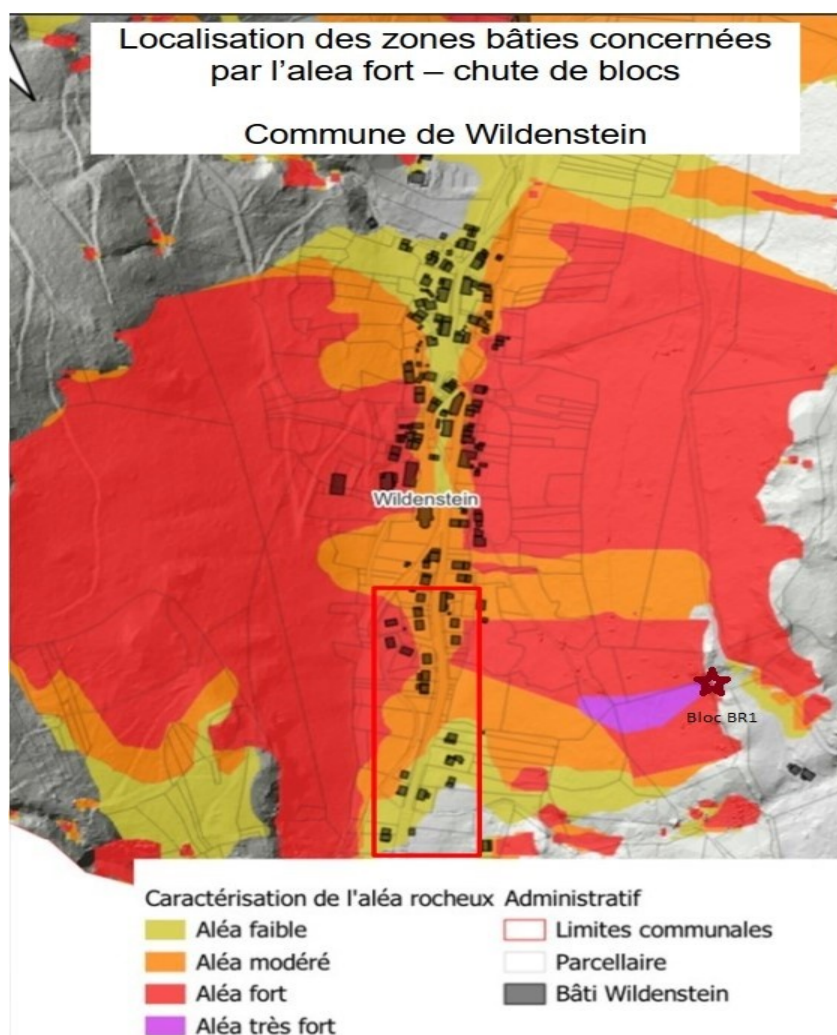 Localisation des zones bâties concernées
par l'alea fort – chute de blocs
Commune de Wildenstein
Wildenstein
Bloc BR1
Caractérisation de l'aléa rocheux
Aléa faible
Aléa modéré
Aléa fort
Aléa très fort
Administratif
Limites communales
Parcellaire
Bâti Wildenstein